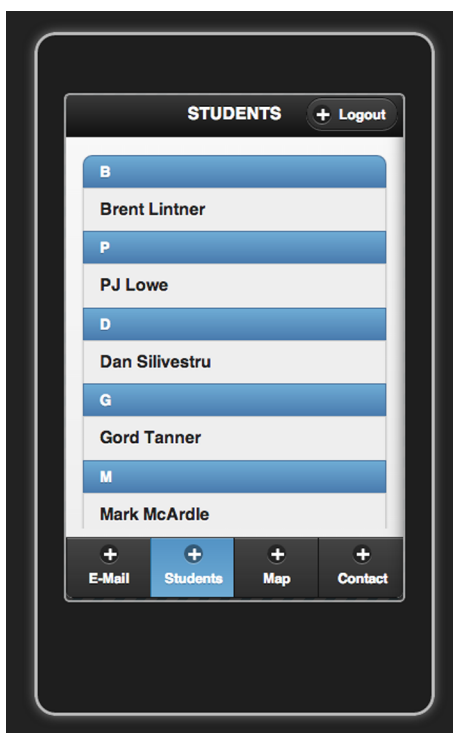 STUDENTS
Logout
B
Brent Lintner
P
PJ Lowe
D
Dan Silivestru
G
Gord Tanner
M
Mark McArdle
E-Mail Students Map Contact